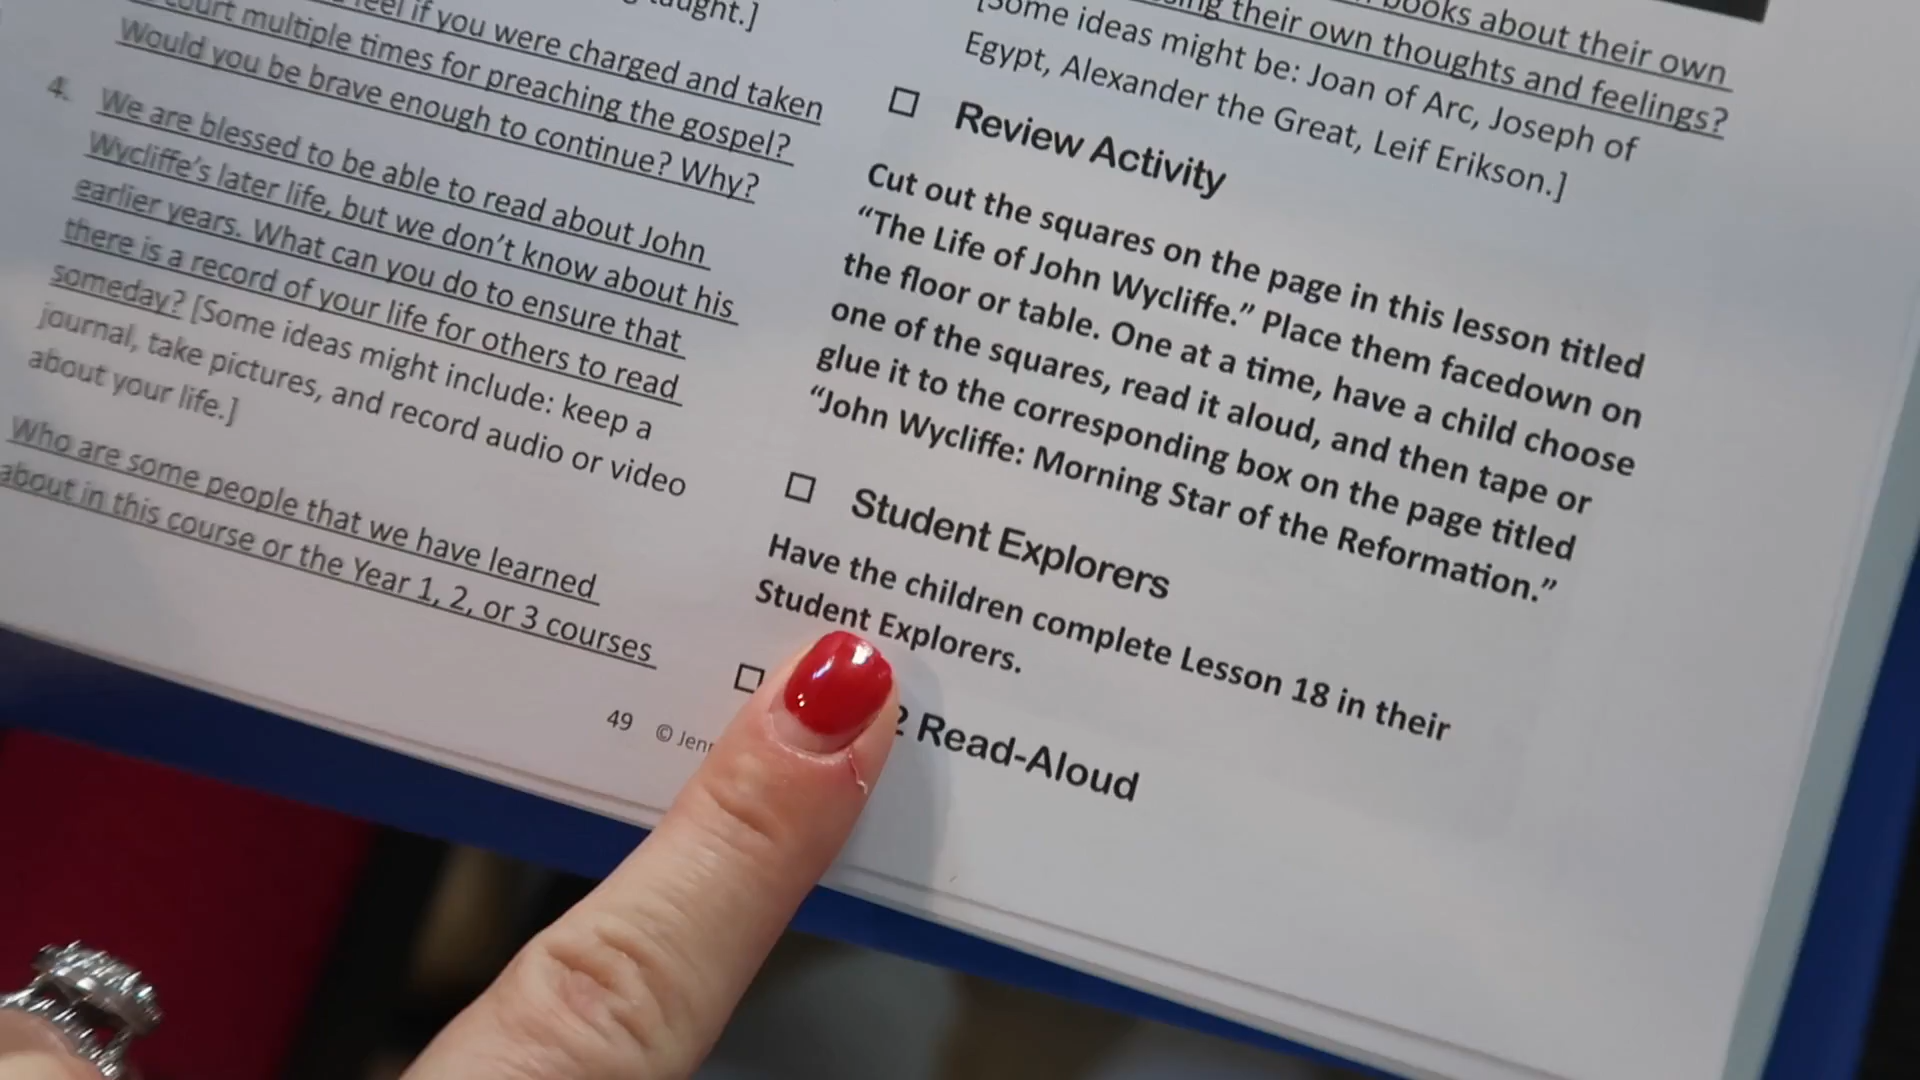 taught.]
feel if you were charged and taken
court multiple times for preaching the gospel?
Would you be brave enough to continue? Why?
4. We are blessed to be able to read about John
Wycliffe's later life, but we don't know about his
earlier years. What can you do to ensure that
there is a record of your life for others to read
someday? [Some ideas might include: keep a
journal, take pictures, and record audio or video
about your life.]
Who are some people that we have learned
about in this course or the Year 1, 2, or 3 courses
49 © Jenn
books about their own
their own thoughts and feelings?
[Some ideas might be: Joan of Arc, Joseph of
Egypt, Alexander the Great, Leif Erikson.]
Review Activity
Cut out the squares on the page in this lesson titled
"The Life of John Wycliffe." Place them facedown on
the floor or table. One at a time, have a child choose
one of the squares, read it aloud, and then tape or
glue it to the corresponding box on the page titled
"John Wycliffe: Morning Star of the Reformation."
Student Explorers
Have the children complete Lesson 18 in their
Student Explorers.
2 Read-Aloud